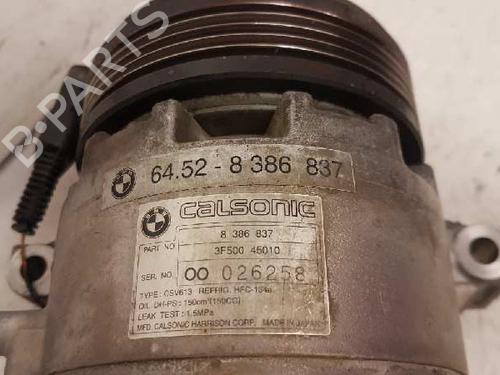 B-PARTS
64.52 - 8 386 837
CALSONIC
8 386 837
PART NO 3F500 45010
SER. NO. 00 026258
TYPE : CSV613 REFRIG. HFC-134a
OIL DH-PS : 150cm³(150CC)
LEAK TEST : 1.5MPa
MFD. CALSONIC HARRISON CORP. MADE IN JAPAN